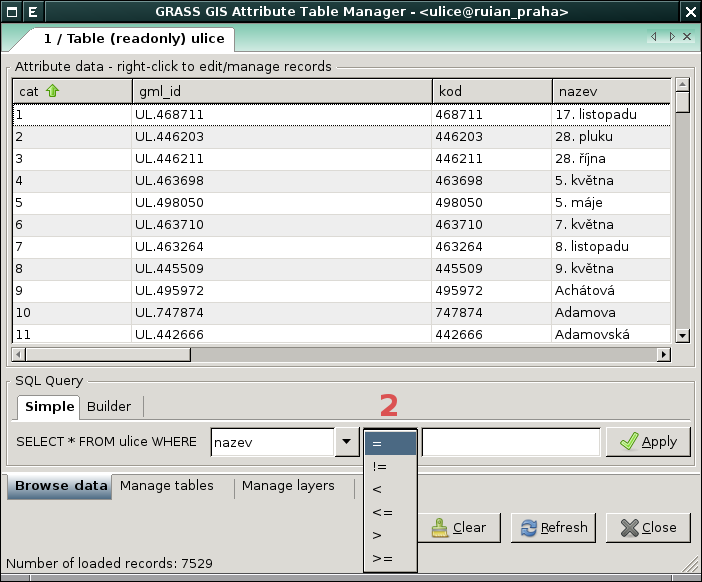 E GRASS GIS Attribute Table Manager - <ulice@ruian_praha>
1 / Table (readonly) ulice
Attribute data - right-click to edit/manage records
cat gml_id kod nazev
1 UL.468711 468711 17. listopadu
2 UL.446203 446203 28. pluku
3 UL.446211 446211 28. října
4 UL.463698 463698 5. května
5 UL.498050 498050 5. máje
6 UL.463710 463710 7. května
7 UL.463264 463264 8. listopadu
8 UL.445509 445509 9. května
9 UL.495972 495972 Achátová
10 UL.747874 747874 Adamova
11 UL.442666 442666 Adamovská
SQL Query
Simple Builder 2
SELECT * FROM ulice WHERE nazev = Apply
!=
<
<=
>
>=
Browse data Manage tables Manage layers
Clear Refresh Close
Number of loaded records: 7529